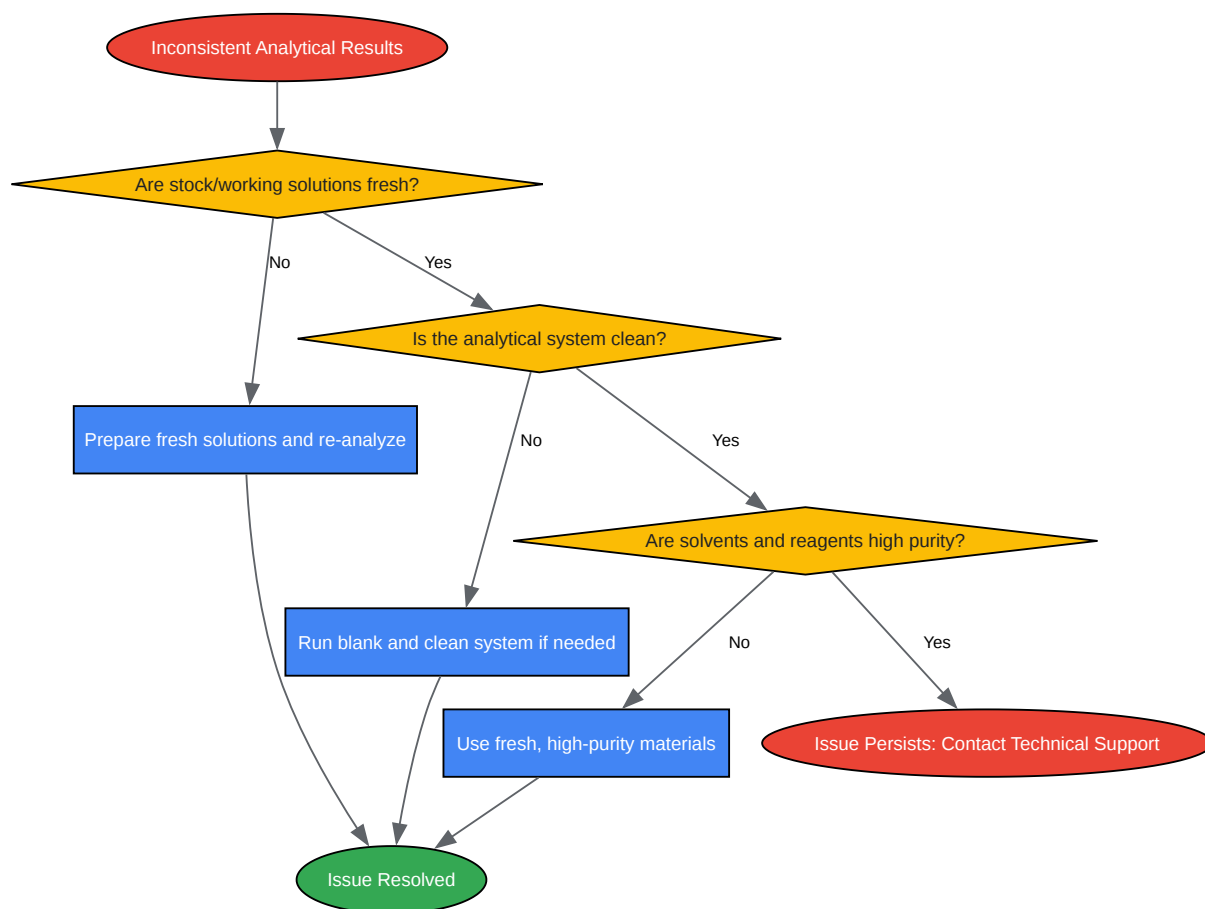 Inconsistent Analytical Results
Are stock/working solutions fresh?
No
Yes
Is the analytical system clean?
Prepare fresh solutions and re-analyze
No
Yes
Are solvents and reagents high purity?
Run blank and clean system if needed
No
Yes
Use fresh, high-purity materials
Issue Persists: Contact Technical Support
Issue Resolved